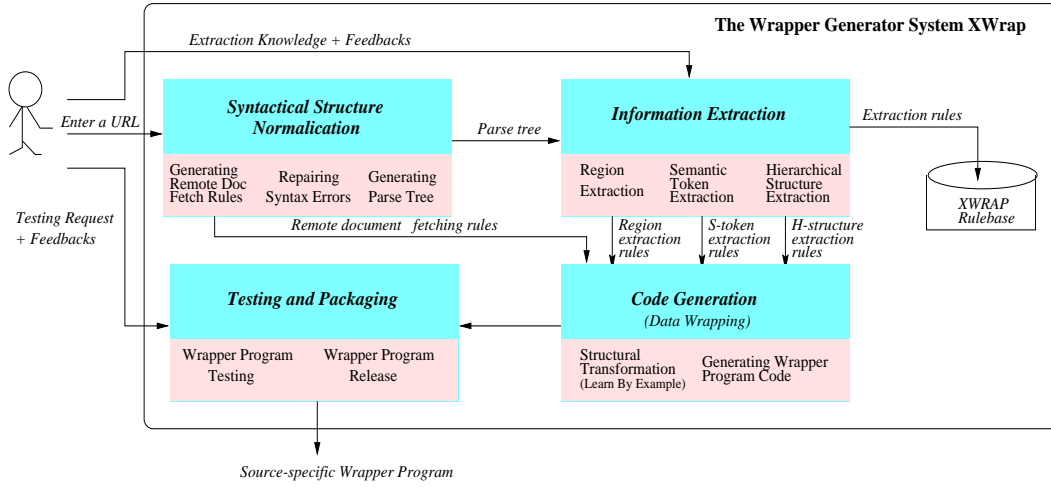 The Wrapper Generator System XWrap
Extraction Knowledge + Feedbacks
Enter a URL
Syntactical Structure
Normalication
Generating
Remote Doc
Fetch Rules
Repairing
Syntax Errors
Generating
Parse Tree
Parse tree
Information Extraction
Region
Extraction
Semantic
Token
Extraction
Hierarchical
Structure
Extraction
Extraction rules
XWRAP
Rulebase
Testing Request
+ Feedbacks
Remote document fetching rules
Region
extraction
rules
S-token
extraction
rules
H-structure
extraction
rules
Testing and Packaging
Wrapper Program
Testing
Wrapper Program
Release
Code Generation
(Data Wrapping)
Structural
Transformation
(Learn By Example)
Generating Wrapper
Program Code
Source-specific Wrapper Program